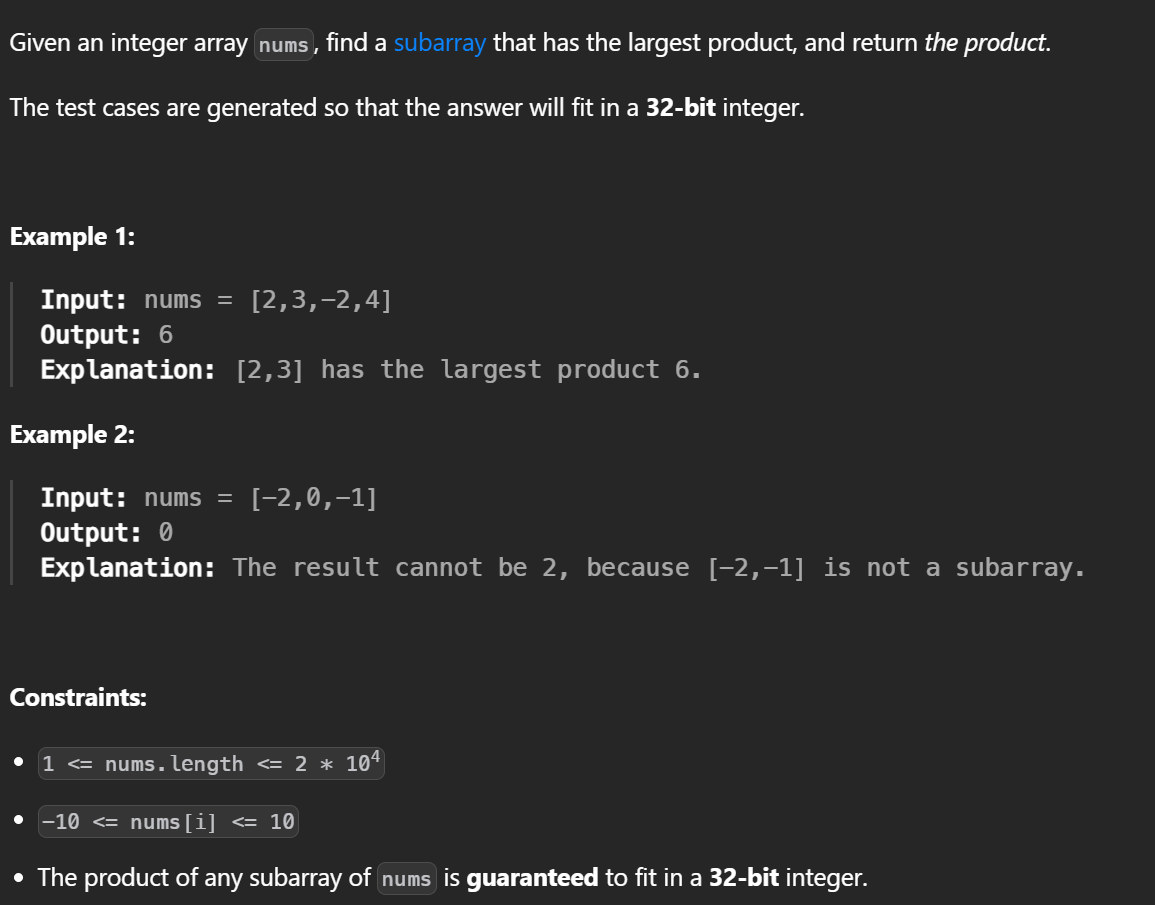 Given an integer array nums, find a subarray that has the largest product, and return the product.
The test cases are generated so that the answer will fit in a 32-bit integer.
Example 1:
Input: nums = [2,3,−2,4]
Output: 6
Explanation: [2,3] has the largest product 6.
Example 2:
Input: nums = [−2,0,−1]
Output: 0
Explanation: The result cannot be 2, because [−2,−1] is not a subarray.
Constraints:
• 1 <= nums.length <= 2 * 10⁴
• −10 <= nums[i] <= 10
• The product of any subarray of nums is guaranteed to fit in a 32-bit integer.